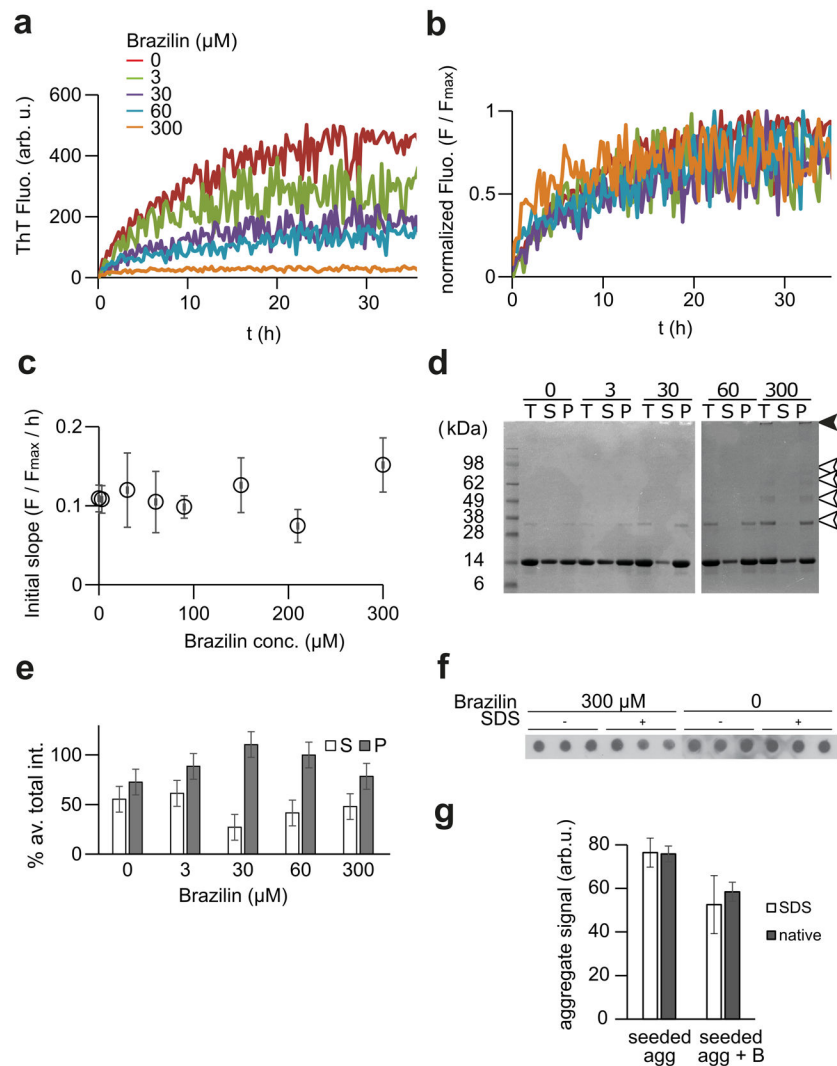 a
Brazilin (µM)
0
3
30
60
300
600
400
200
0
ThT Fluo. (arb. u.)
0 10 20 30
t (h)
b
1
0.5
0
normalized Fluo. (F / Fmax)
0 10 20 30
t (h)
c
0.2
0.1
0
Initial slope (F / Fmax / h)
0 100 200 300
Brazilin conc. (µM)
d
0 3 30 60 300
T S P T S P T S P T S P T S P
(kDa)
98
62
49
38
28
14
6
e
100
50
0
% av. total int.
S P
0 3 30 60 300
Brazilin (µM)
f
Brazilin 300 µM 0
SDS - + - +
g
80
60
40
20
0
aggregate signal (arb.u.)
SDS
native
seeded seeded
agg agg + B